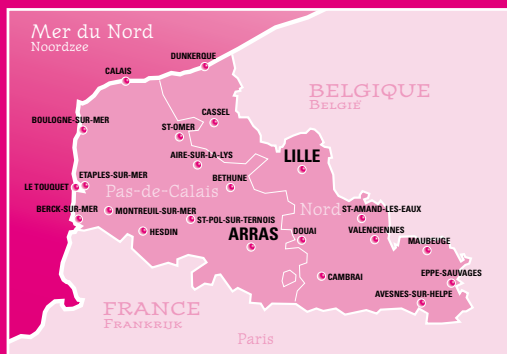 Mer du Nord
Noordzee
DUNKERQUE
CALAIS
BELGIQUE
BELGIË
CASSEL
BOULOGNE-SUR-MER
ST-OMER
AIRE-SUR-LA-LYS
LILLE
ETAPLES-SUR-MER
BETHUNE
LE TOUQUET
Pas-de-Calais
BERCK-SUR-MER
MONTREUIL-SUR-MER
ST-POL-SUR-TERNOIS
Nord
ST-AMAND-LES-EAUX
HESDIN
ARRAS
DOUAI
VALENCIENNES
MAUBEUGE
CAMBRAI
EPPE-SAUVAGES
AVESNES-SUR-HELPE
FRANCE
FRANKRIJK
Paris